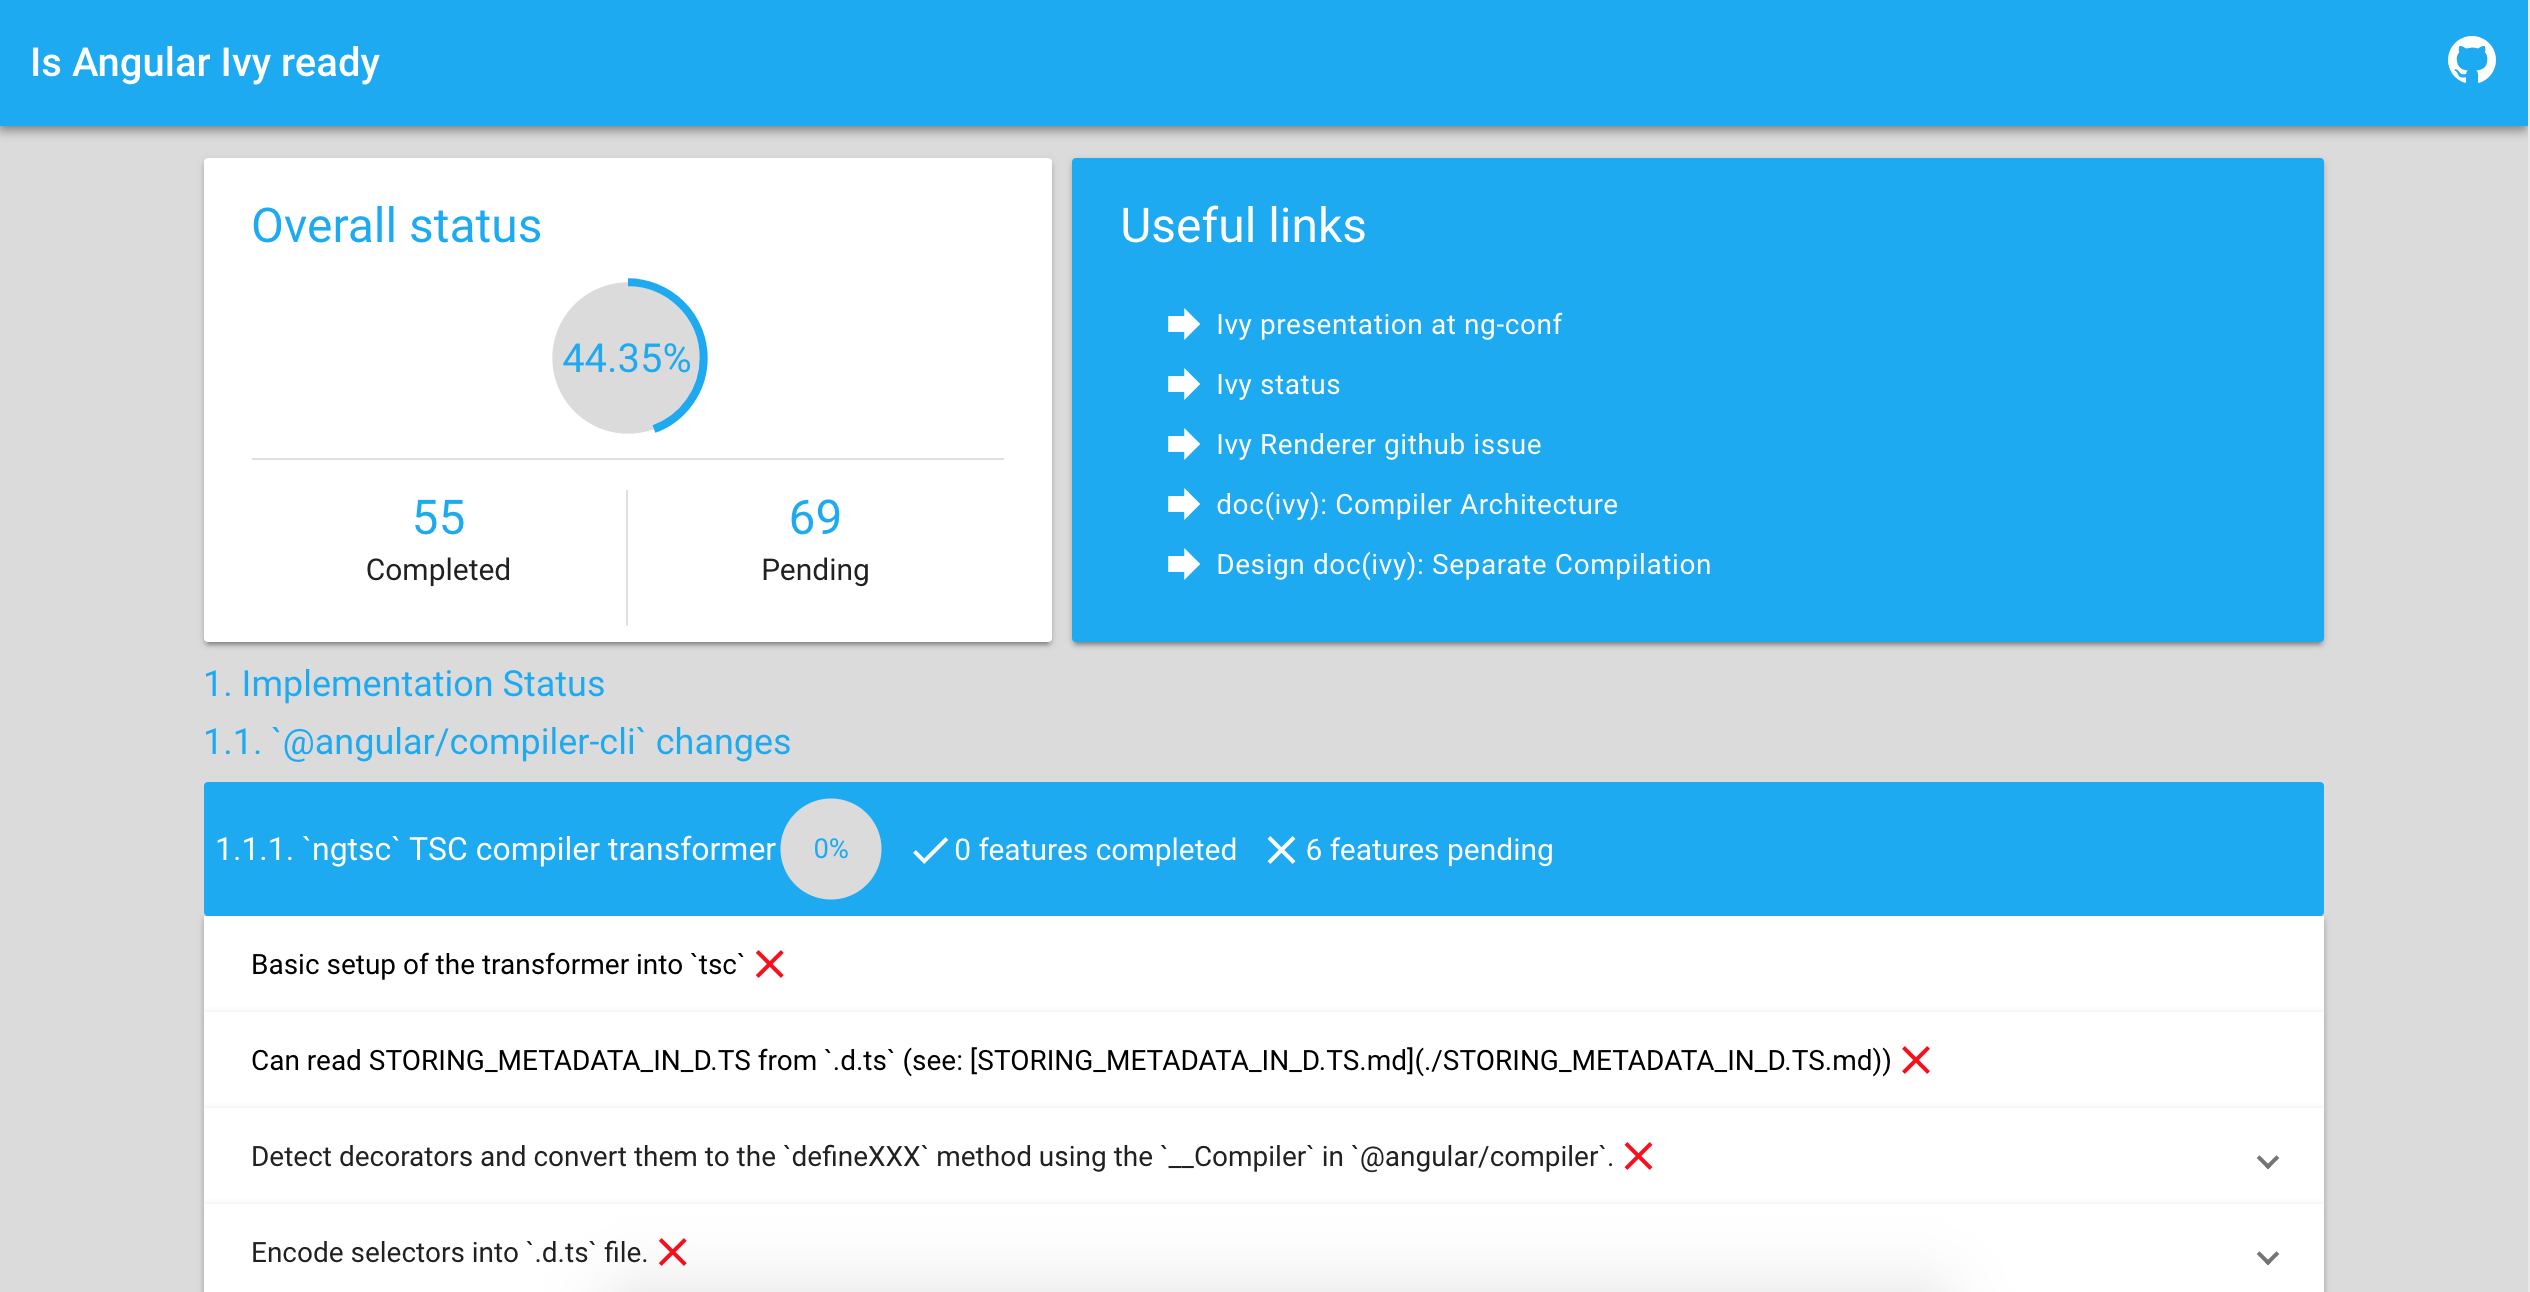 Is Angular Ivy ready
Overall status
44.35%
55
Completed
69
Pending
Useful links
Ivy presentation at ng-conf
Ivy status
Ivy Renderer github issue
doc(ivy): Compiler Architecture
Design doc(ivy): Separate Compilation
1. Implementation Status
1.1. `@angular/compiler-cli` changes
1.1.1. `ngtsc` TSC compiler transformer 0% 0 features completed 6 features pending
Basic setup of the transformer into `tsc`
Can read STORING_METADATA_IN_D.TS from `.d.ts` (see: [STORING_METADATA_IN_D.TS.md](./STORING_METADATA_IN_D.TS.md))
Detect decorators and convert them to the `defineXXX` method using the `__Compiler` in `@angular/compiler`.
Encode selectors into `.d.ts` file.